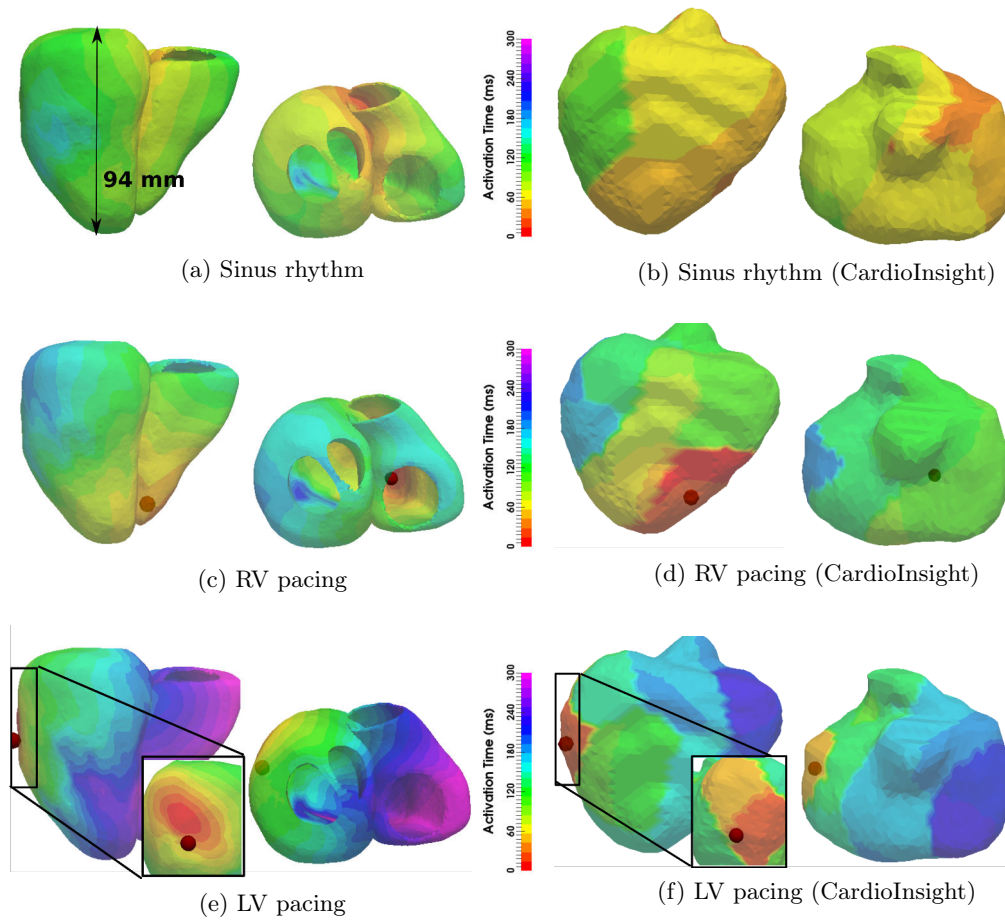 94 mm
Activation Time (ms)
300
240
180
120
60
0
(a) Sinus rhythm
(b) Sinus rhythm (CardioInsight)
Activation Time (ms)
300
240
180
120
60
0
(c) RV pacing
(d) RV pacing (CardioInsight)
Activation Time (ms)
300
240
180
120
60
0
(e) LV pacing
(f) LV pacing (CardioInsight)